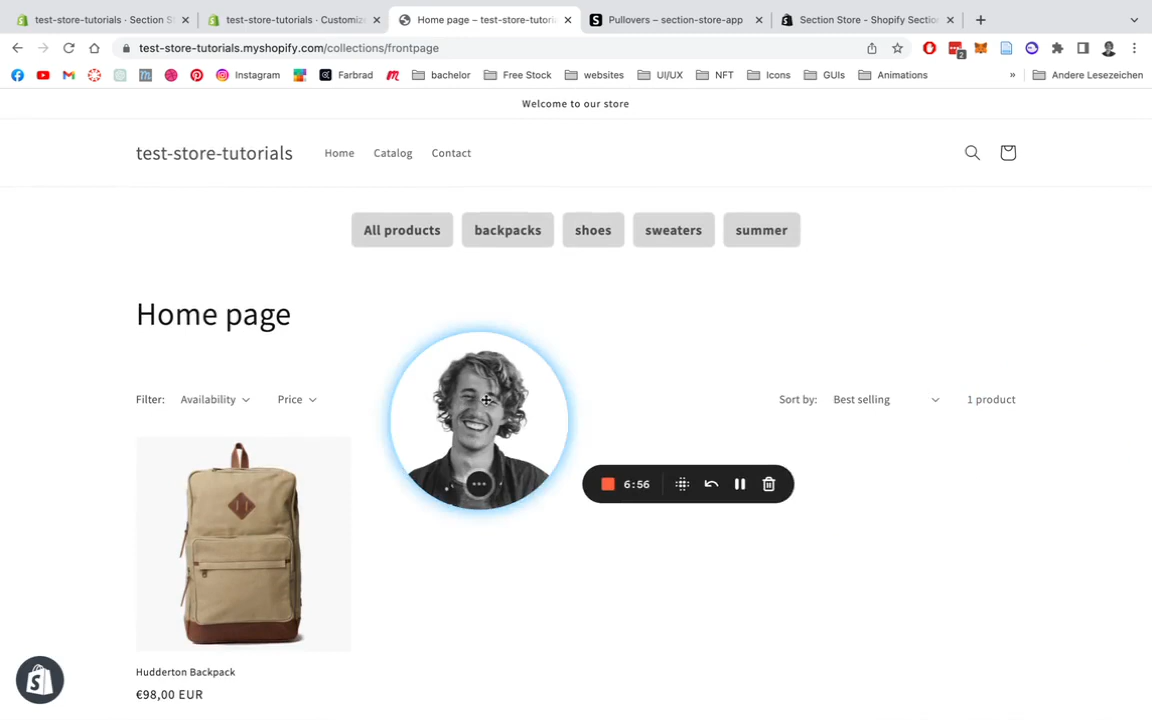 test-store-tutorials · Section S
test-store-tutorials · Customize
Home page – test-store-tutori
Pullovers – section-store-app
Section Store - Shopify Section
test-store-tutorials.myshopify.com/collections/frontpage
2
Instagram
Farbrad
bachelor
Free Stock
websites
UI/UX
NFT
Icons
GUIs
Animations
»
Andere Lesezeichen
Welcome to our store
test-store-tutorials
Home
Catalog
Contact
All products
backpacks
shoes
sweaters
summer
Home page
Filter:
Availability
Price
Sort by:
Best selling
1 product
6:56
Hudderton Backpack
€98,00 EUR